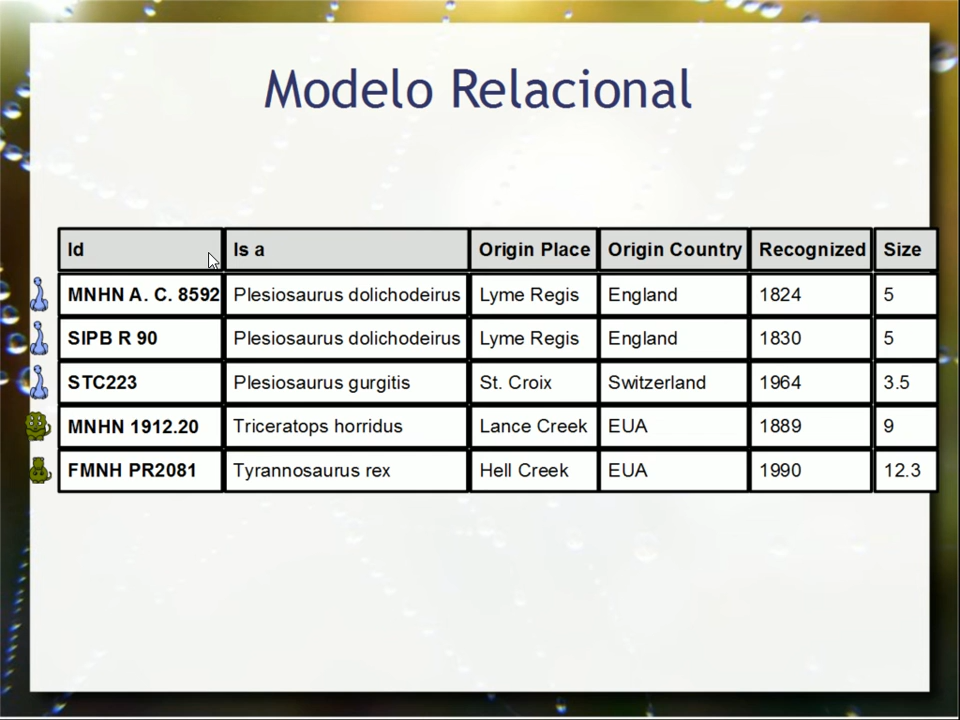 Modelo Relacional
Id Is a Origin Place Origin Country Recognized Size
MNHN A. C. 8592 Plesiosaurus dolichodeirus Lyme Regis England 1824 5
SIPB R 90 Plesiosaurus dolichodeirus Lyme Regis England 1830 5
STC223 Plesiosaurus gurgitis St. Croix Switzerland 1964 3.5
MNHN 1912.20 Triceratops horridus Lance Creek EUA 1889 9
FMNH PR2081 Tyrannosaurus rex Hell Creek EUA 1990 12.3